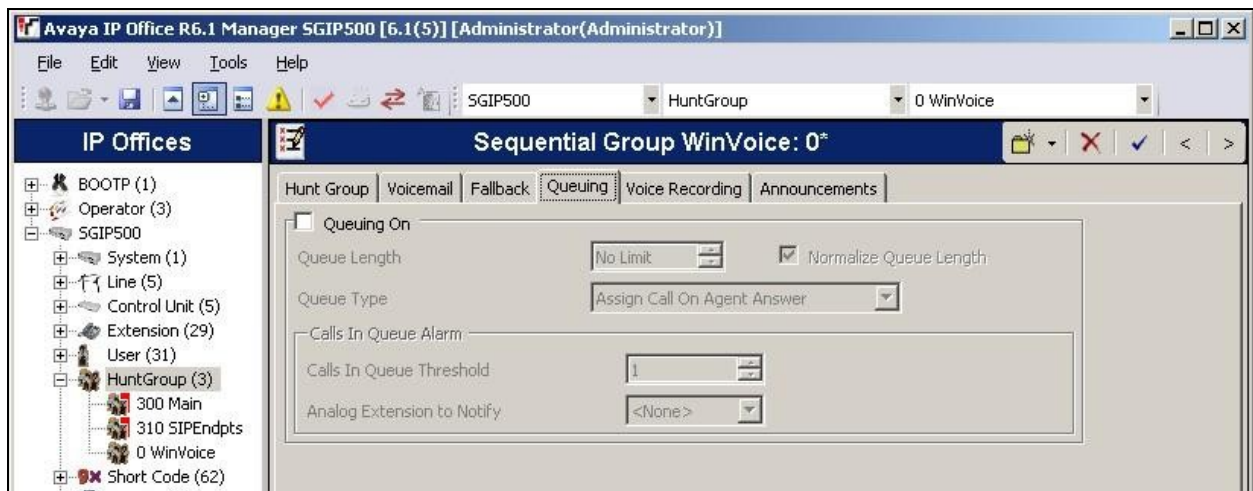 Avaya IP Office R6.1 Manager SGIP500 [6.1(5)] [Administrator(Administrator)]
File Edit View Tools Help
SGIP500 HuntGroup 0 WinVoice
IP Offices
BOOTP (1)
Operator (3)
SGIP500
System (1)
Line (5)
Control Unit (5)
Extension (29)
User (31)
HuntGroup (3)
300 Main
310 SIPEndpts
0 WinVoice
Short Code (62)
Sequential Group WinVoice: 0*
Hunt Group Voicemail Fallback Queuing Voice Recording Announcements
Queuing On
Queue Length No Limit Normalize Queue Length
Queue Type Assign Call On Agent Answer
Calls In Queue Alarm
Calls In Queue Threshold 1
Analog Extension to Notify <None>